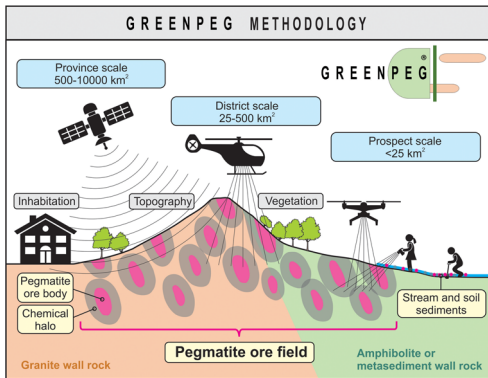 GREENPEG METHODOLOGY
Province scale
500-10000 km²
GREENPEG
District scale
25-500 km²
Prospect scale
<25 km²
Inhabitation
Topography
Vegetation
Pegmatite
ore body
Chemical
halo
Stream and soil
sediments
Pegmatite ore field
Granite wall rock
Amphibolite or
metasediment wall rock